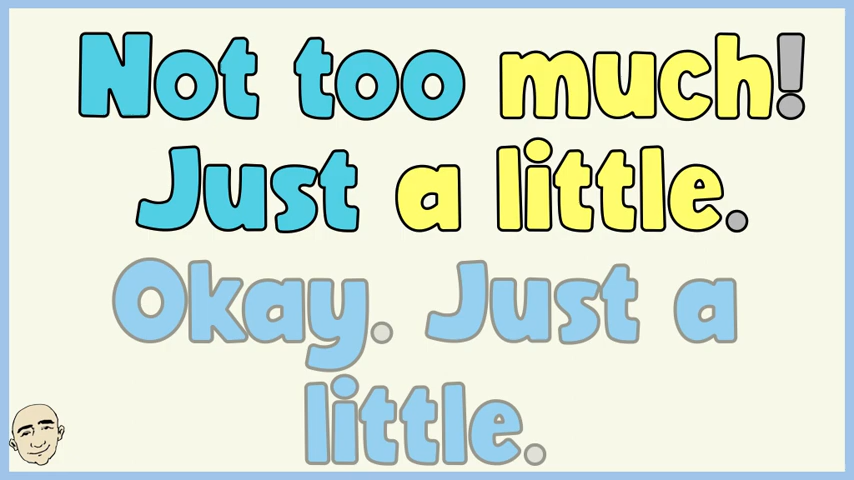 Not too much!
Just a little.
Okay. Just a
little.